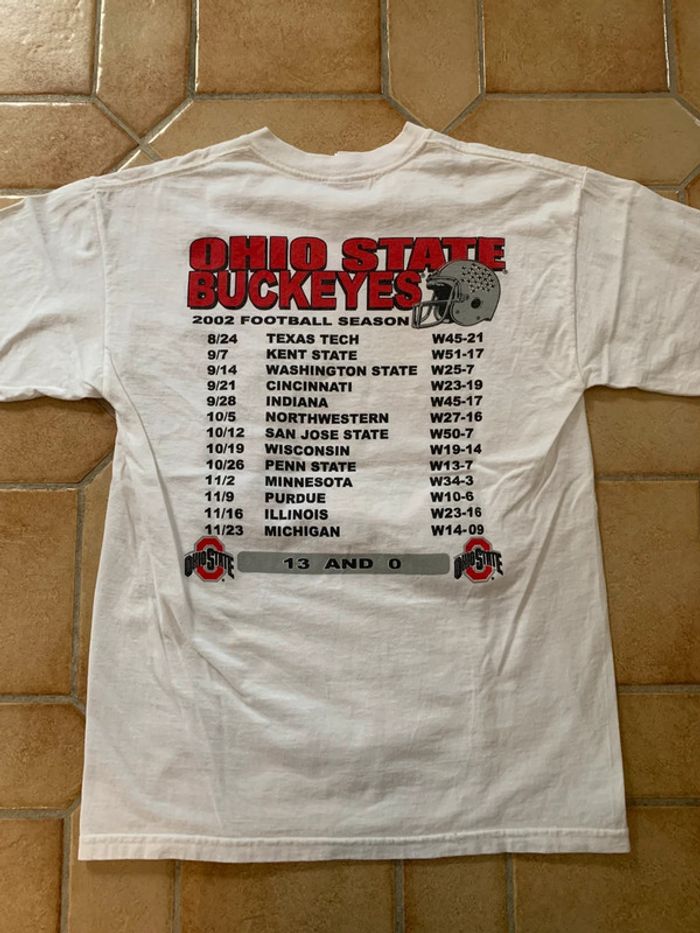 OHIO STATE
BUCKEYES
2002 FOOTBALL SEASON
8/24 TEXAS TECH W45-21
9/7 KENT STATE W51-17
9/14 WASHINGTON STATE W25-7
9/21 CINCINNATI W23-19
9/28 INDIANA W45-17
10/5 NORTHWESTERN W27-16
10/12 SAN JOSE STATE W50-7
10/19 WISCONSIN W19-14
10/26 PENN STATE W13-7
11/2 MINNESOTA W34-3
11/9 PURDUE W10-6
11/16 ILLINOIS W23-16
11/23 MICHIGAN W14-09
OHIO STATE 13 AND 0 OHIO STATE